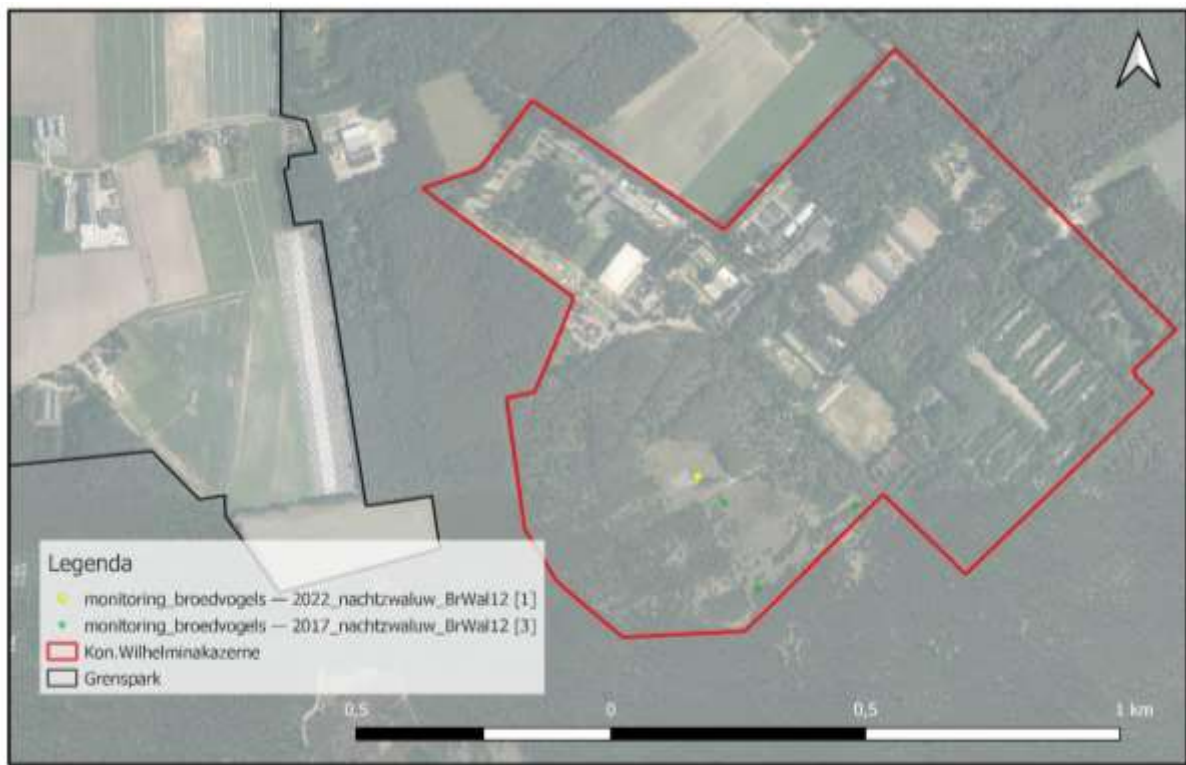 Legenda
monitoring_broedvogels — 2022_nachtzwaluw_BrWal12 [1]
monitoring_broedvogels — 2017_nachtzwaluw_BrWal12 [3]
Kon.Wilhelminakazerne
Grenspark
0,5 0 0,5 1 km